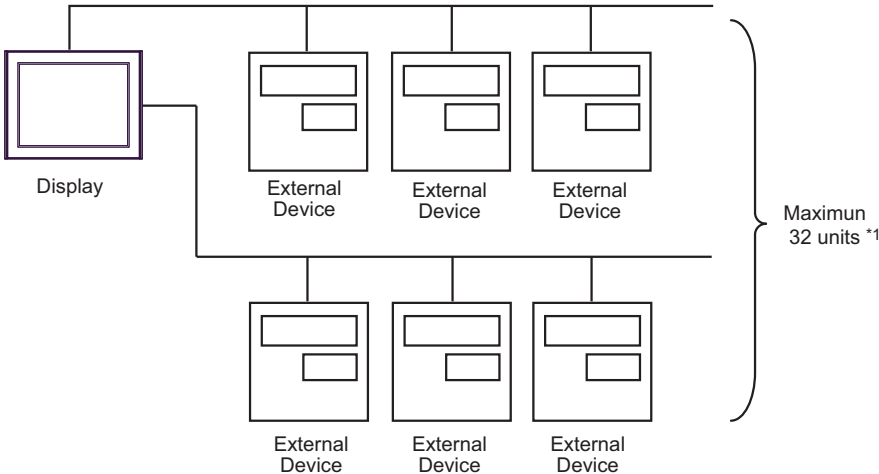 Display
External
Device
External
Device
External
Device
Maximun
32 units *1
External
Device
External
Device
External
Device